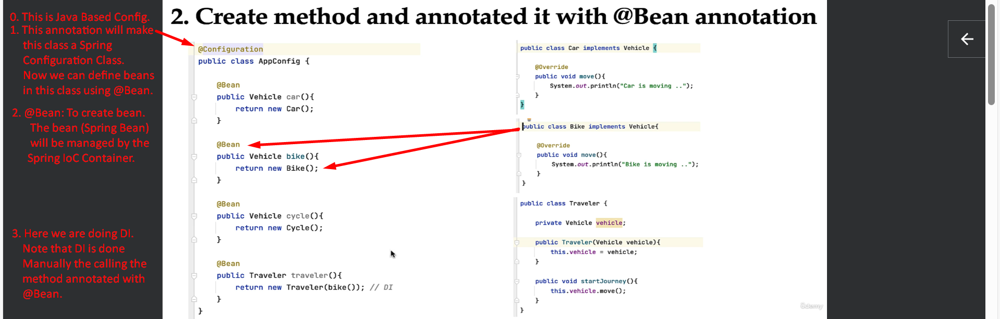 0. This is Java Based Config.
1. This annotation will make
this class a Spring
Configuration Class.
Now we can define beans
in this class using @Bean.
2. @Bean: To create bean.
The bean (Spring Bean)
will be managed by the
Spring IoC Container.
3. Here we are doing DI.
Note that DI is done
Manually the calling the
method annotated with
@Bean.
2. Create method and annotated it with @Bean annotation
@Configuration
public class AppConfig {
@Bean
public Vehicle car(){
return new Car();
}
@Bean
public Vehicle bike(){
return new Bike();
}
@Bean
public Vehicle cycle(){
return new Cycle();
}
@Bean
public Traveler traveler(){
return new Traveler(bike()); // DI
}
}
public class Car implements Vehicle {
@Override
public void move(){
System.out.println("Car is moving ..");
}
}
public class Bike implements Vehicle{
@Override
public void move(){
System.out.println("Bike is moving ..");
}
}
public class Traveler {
private Vehicle vehicle;
public Traveler(Vehicle vehicle){
this.vehicle = vehicle;
}
public void startJourney(){
this.vehicle.move();
}
}
Udemy